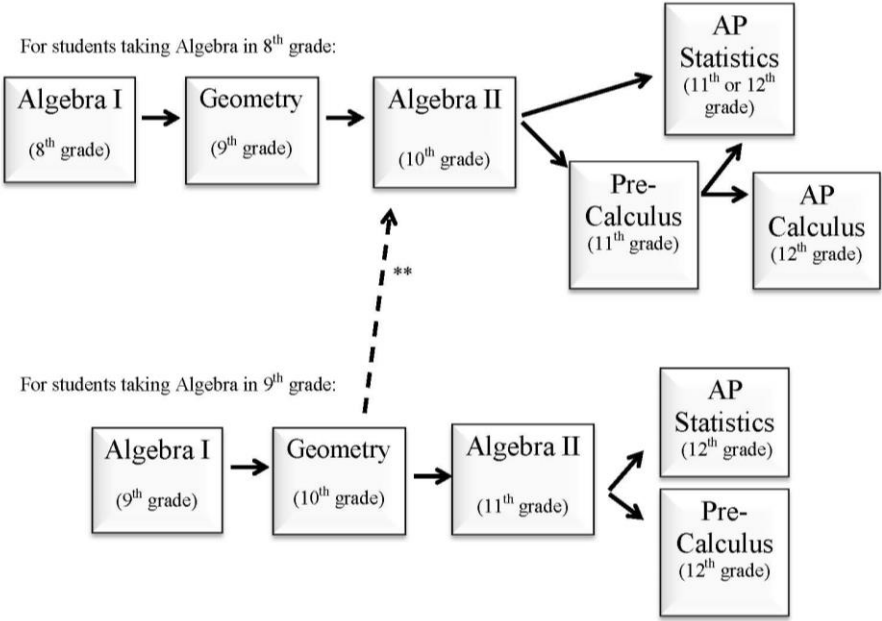 For students taking Algebra in 8th grade:
Algebra I
(8th grade)
Geometry
(9th grade)
Algebra II
(10th grade)
AP
Statistics
(11th or 12th
grade)
Pre-
Calculus
(11th grade)
AP
Calculus
(12th grade)
**
For students taking Algebra in 9th grade:
Algebra I
(9th grade)
Geometry
(10th grade)
Algebra II
(11th grade)
AP
Statistics
(12th grade)
Pre-
Calculus
(12th grade)